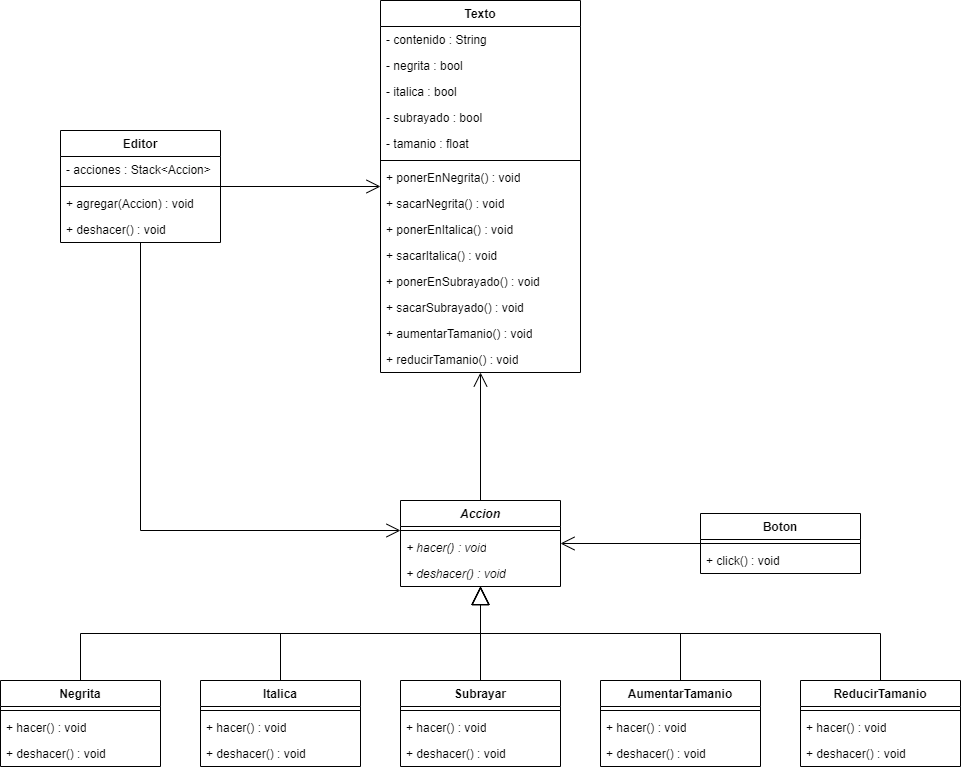 Texto
- contenido : String
- negrita : bool
- italica : bool
- subrayado : bool
- tamanio : float
+ ponerEnNegrita() : void
+ sacarNegrita() : void
+ ponerEnItalica() : void
+ sacarItalica() : void
+ ponerEnSubrayado() : void
+ sacarSubrayado() : void
+ aumentarTamanio() : void
+ reducirTamanio() : void
Editor
- acciones : Stack<Accion>
+ agregar(Accion) : void
+ deshacer() : void
Accion
+ hacer() : void
+ deshacer() : void
Boton
+ click() : void
Negrita
+ hacer() : void
+ deshacer() : void
Italica
+ hacer() : void
+ deshacer() : void
Subrayar
+ hacer() : void
+ deshacer() : void
AumentarTamanio
+ hacer() : void
+ deshacer() : void
ReducirTamanio
+ hacer() : void
+ deshacer() : void